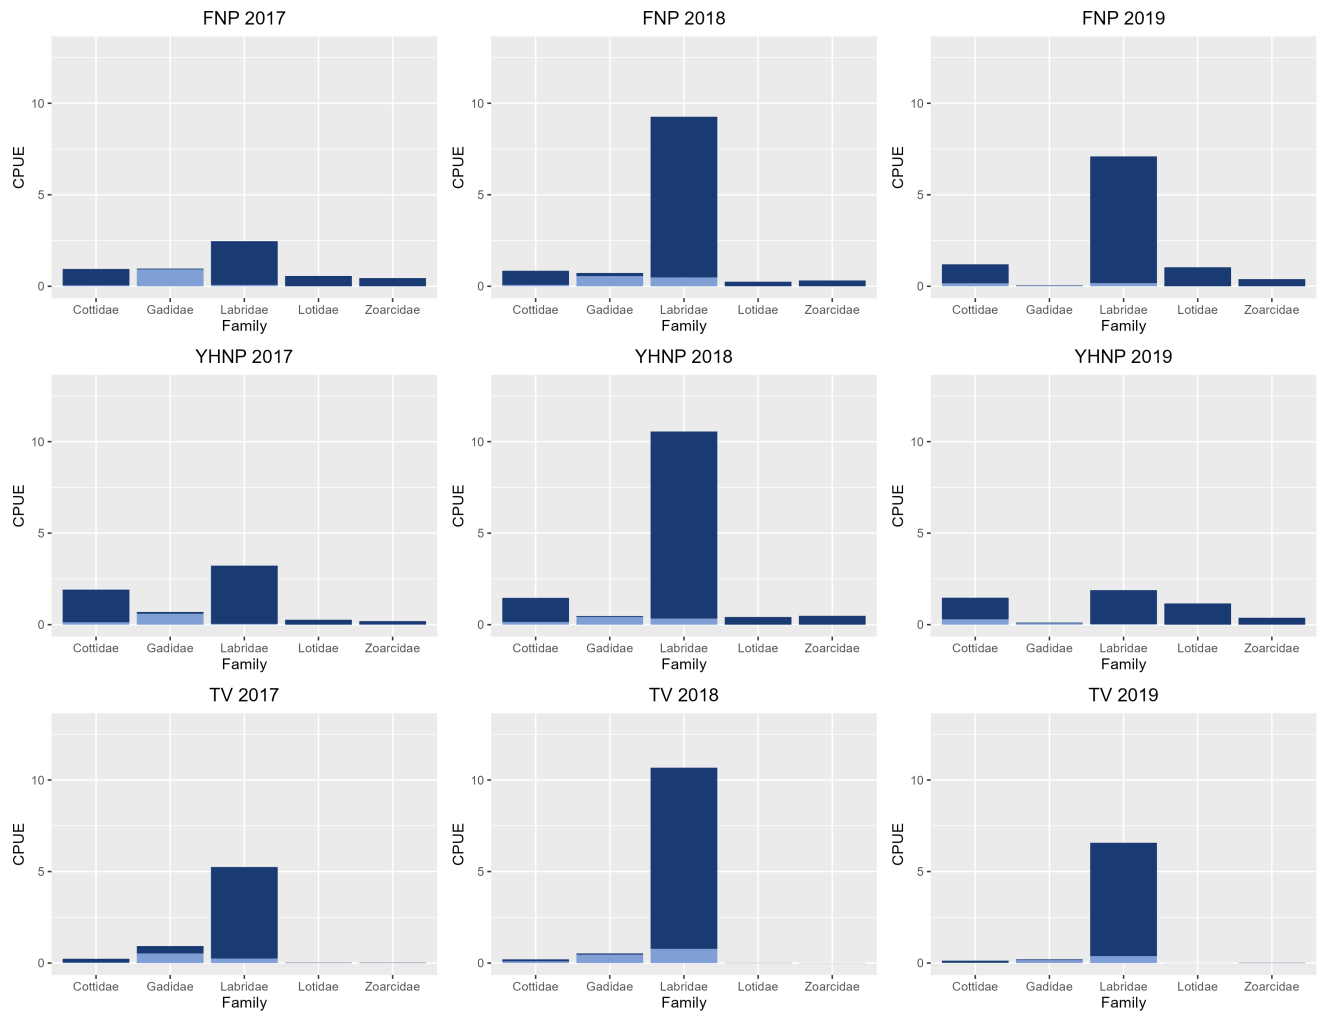 FNP 2017
FNP 2018
FNP 2019
CPUE
10
5
0
Cottidae Gadidae Labridae Lotidae Zoarcidae
Family
CPUE
10
5
0
Cottidae Gadidae Labridae Lotidae Zoarcidae
Family
CPUE
10
5
0
Cottidae Gadidae Labridae Lotidae Zoarcidae
Family
YHNP 2017
YHNP 2018
YHNP 2019
CPUE
10
5
0
Cottidae Gadidae Labridae Lotidae Zoarcidae
Family
CPUE
10
5
0
Cottidae Gadidae Labridae Lotidae Zoarcidae
Family
CPUE
10
5
0
Cottidae Gadidae Labridae Lotidae Zoarcidae
Family
TV 2017
TV 2018
TV 2019
CPUE
10
5
0
Cottidae Gadidae Labridae Lotidae Zoarcidae
Family
CPUE
10
5
0
Cottidae Gadidae Labridae Lotidae Zoarcidae
Family
CPUE
10
5
0
Cottidae Gadidae Labridae Lotidae Zoarcidae
Family